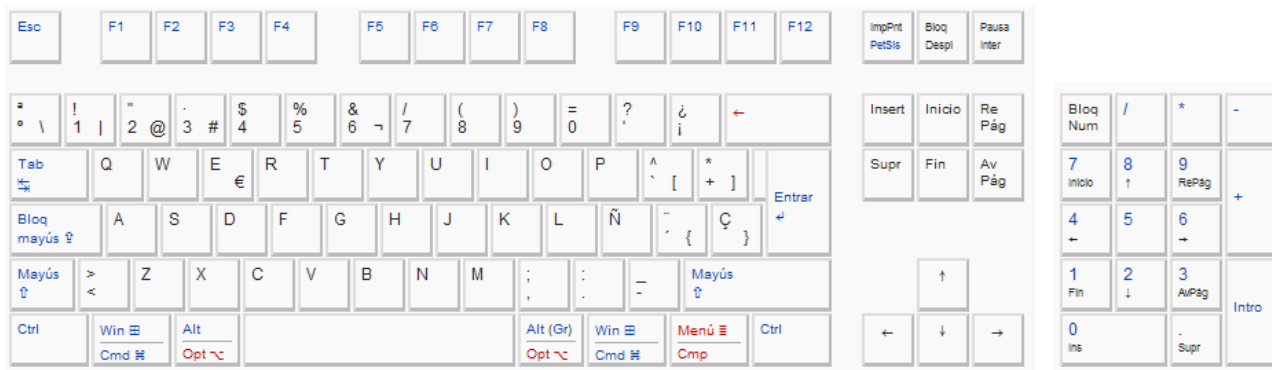 Esc F1 F2 F3 F4 F5 F6 F7 F8 F9 F10 F11 F12 ImpPnt Bloq Pausa
PetSis Despl Inter
ª ! " · $ % & / ( ) = ? ¿ ← Insert Inicio Re Bloq / * -
º \ 1 | 2 @ 3 # 4 5 6 ¬ 7 8 9 0 ' ¡ Pág Num
Tab Q W E R T Y U I O P ^ * Supr Fin Av 7 8 9
↹ € ` [ + ] Entrar Pág Inicio ↑ RePág +
Bloq A S D F G H J K L Ñ ¨ Ç ↵ 4 5 6
mayús ⇧ ´ { } ← →
Mayús > Z X C V B N M ; : _ Mayús ↑ 1 2 3
⇧ < , . - ⇧ Fin ↓ AvPág Intro
Ctrl Win ⊞ Alt Alt (Gr) Win ⊞ Menú ≣ Ctrl ← ↓ → 0 .
Cmd ⌘ Opt ⌥ Opt ⌥ Cmd ⌘ Cmp Ins Supr